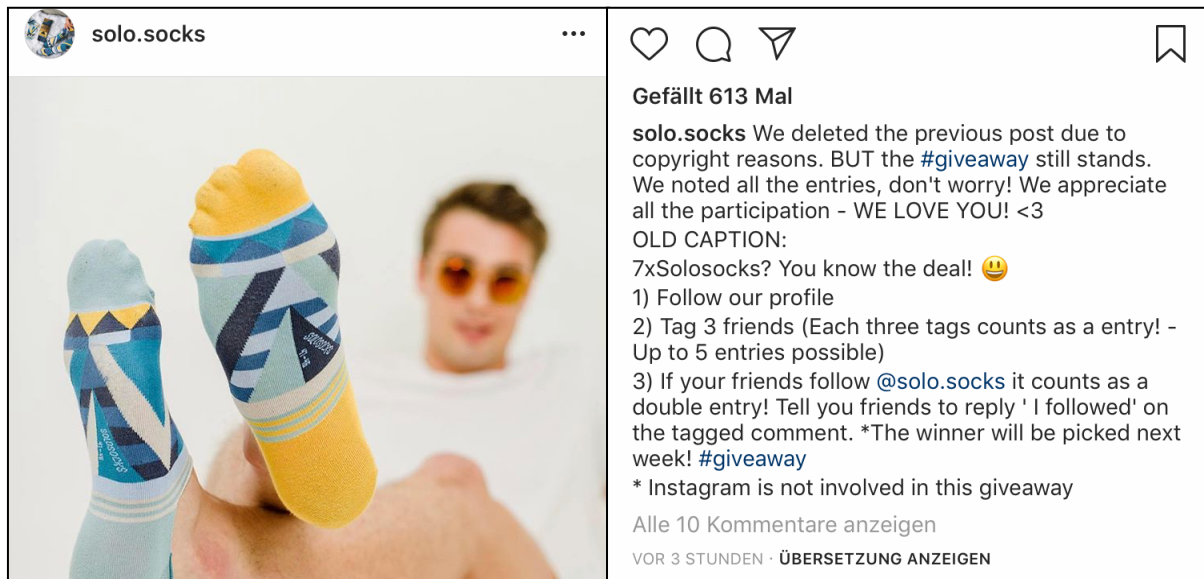 solo.socks
Gefällt 613 Mal
solo.socks We deleted the previous post due to
copyright reasons. BUT the #giveaway still stands.
We noted all the entries, don't worry! We appreciate
all the participation - WE LOVE YOU! <3
OLD CAPTION:
7xSolosocks? You know the deal! 😃
1) Follow our profile
2) Tag 3 friends (Each three tags counts as a entry! -
Up to 5 entries possible)
3) If your friends follow @solo.socks it counts as a
double entry! Tell you friends to reply ' I followed' on
the tagged comment. *The winner will be picked next
week! #giveaway
* Instagram is not involved in this giveaway
Alle 10 Kommentare anzeigen
VOR 3 STUNDEN · ÜBERSETZUNG ANZEIGEN